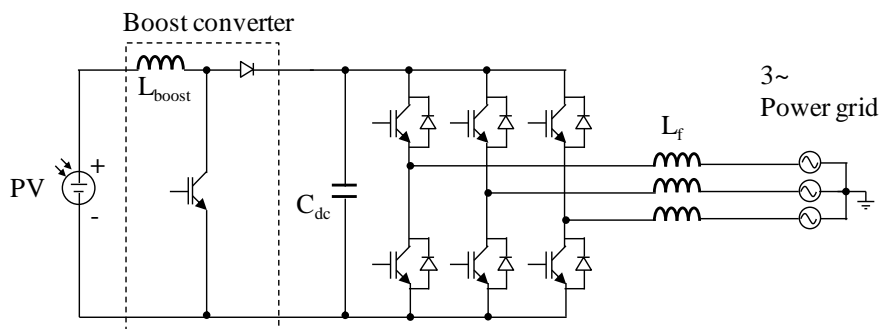 Boost converter
L_boost
PV
+
-
C_dc
L_f
3~
Power grid